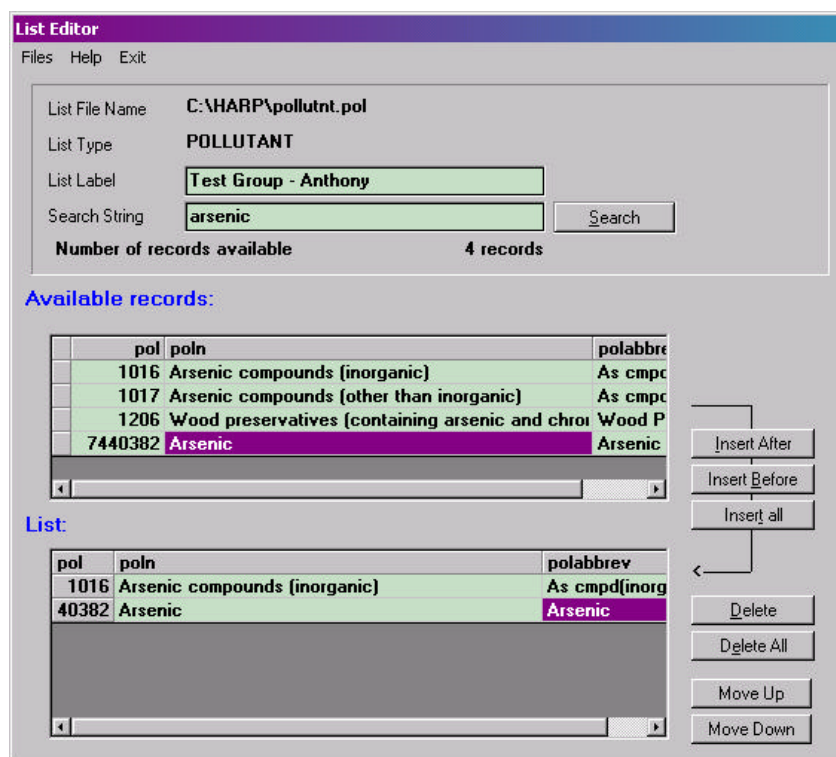 List Editor
Files Help Exit
List File Name C:\HARP\pollutnt.pol
List Type POLLUTANT
List Label Test Group - Anthony
Search String arsenic Search
Number of records available 4 records
Available records:
pol poln polabbre
1016 Arsenic compounds (inorganic) As cmpd
1017 Arsenic compounds (other than inorganic) As cmpd
1206 Wood preservatives (containing arsenic and chro Wood P
7440382 Arsenic Arsenic
Insert After
Insert Before
Insert all
List:
pol poln polabbrev
1016 Arsenic compounds (inorganic) As cmpd(inorg
40382 Arsenic Arsenic
Delete
Delete All
Move Up
Move Down